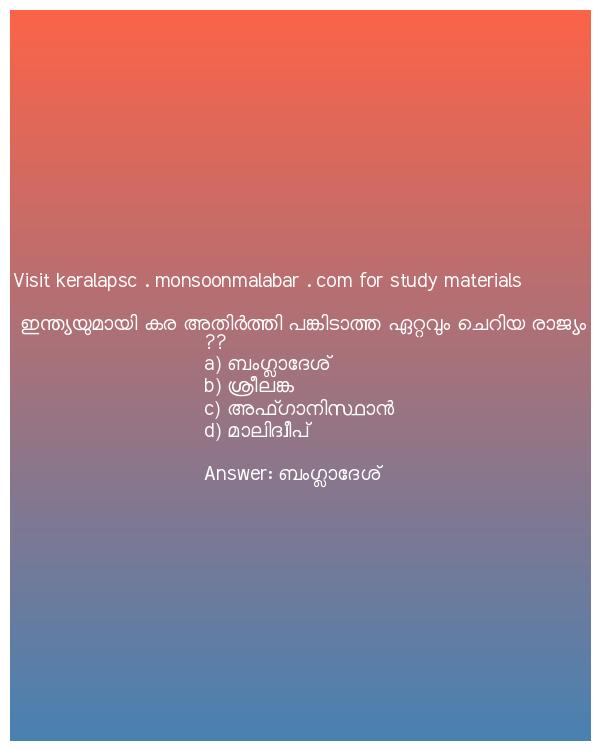 Visit keralapsc . monsoonmalabar . com for study materials
ഇന്ത്യയുമായി കര അതിർത്തി പങ്കിടാത്ത ഏറ്റവും ചെറിയ രാജ്യം
??
a) ബംഗ്ലാദേശ്
b) ശ്രീലങ്ക
c) അഫ്ഗാനിസ്ഥാൻ
d) മാലിദ്വീപ്
Answer: ബംഗ്ലാദേശ്